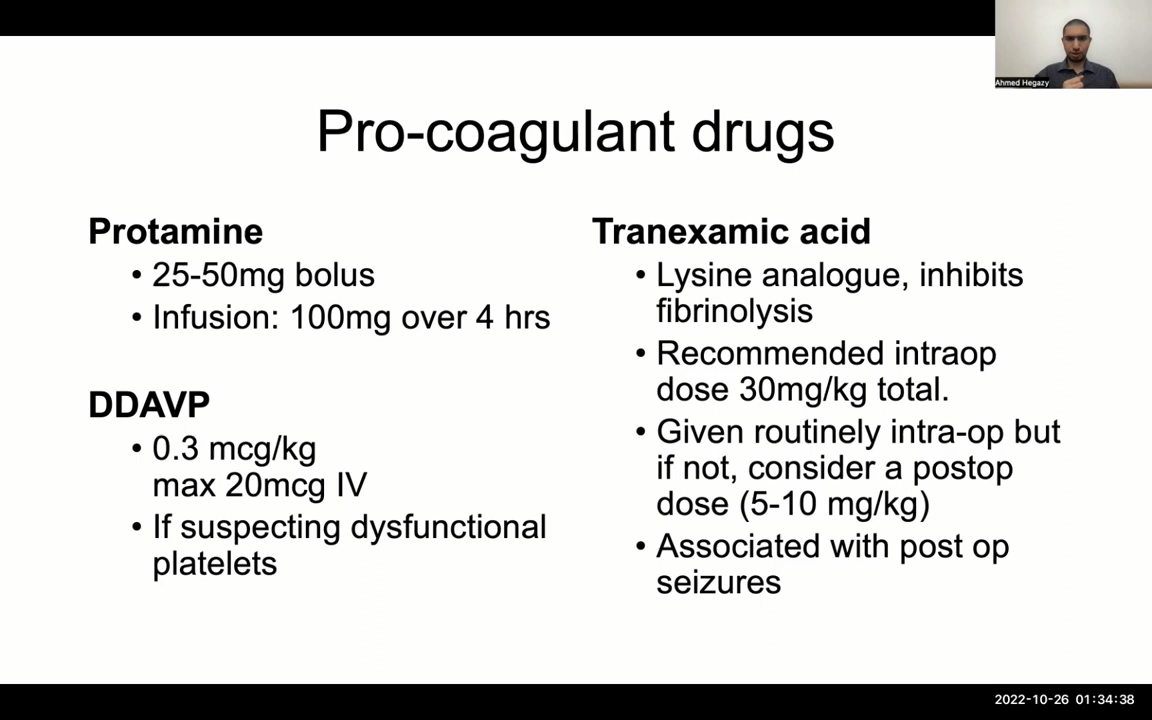 Ahmed Hegazy
Pro-coagulant drugs
Protamine
• 25-50mg bolus
• Infusion: 100mg over 4 hrs
DDAVP
• 0.3 mcg/kg
max 20mcg IV
• If suspecting dysfunctional
platelets
Tranexamic acid
• Lysine analogue, inhibits
fibrinolysis
• Recommended intraop
dose 30mg/kg total.
• Given routinely intra-op but
if not, consider a postop
dose (5-10 mg/kg)
• Associated with post op
seizures
2022-10-26 01:34:38